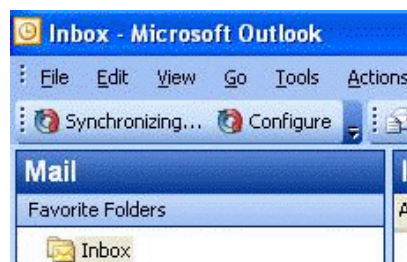 Inbox - Microsoft Outlook
File Edit View Go Tools Actions
Synchronizing... Configure
Mail
Favorite Folders
Inbox